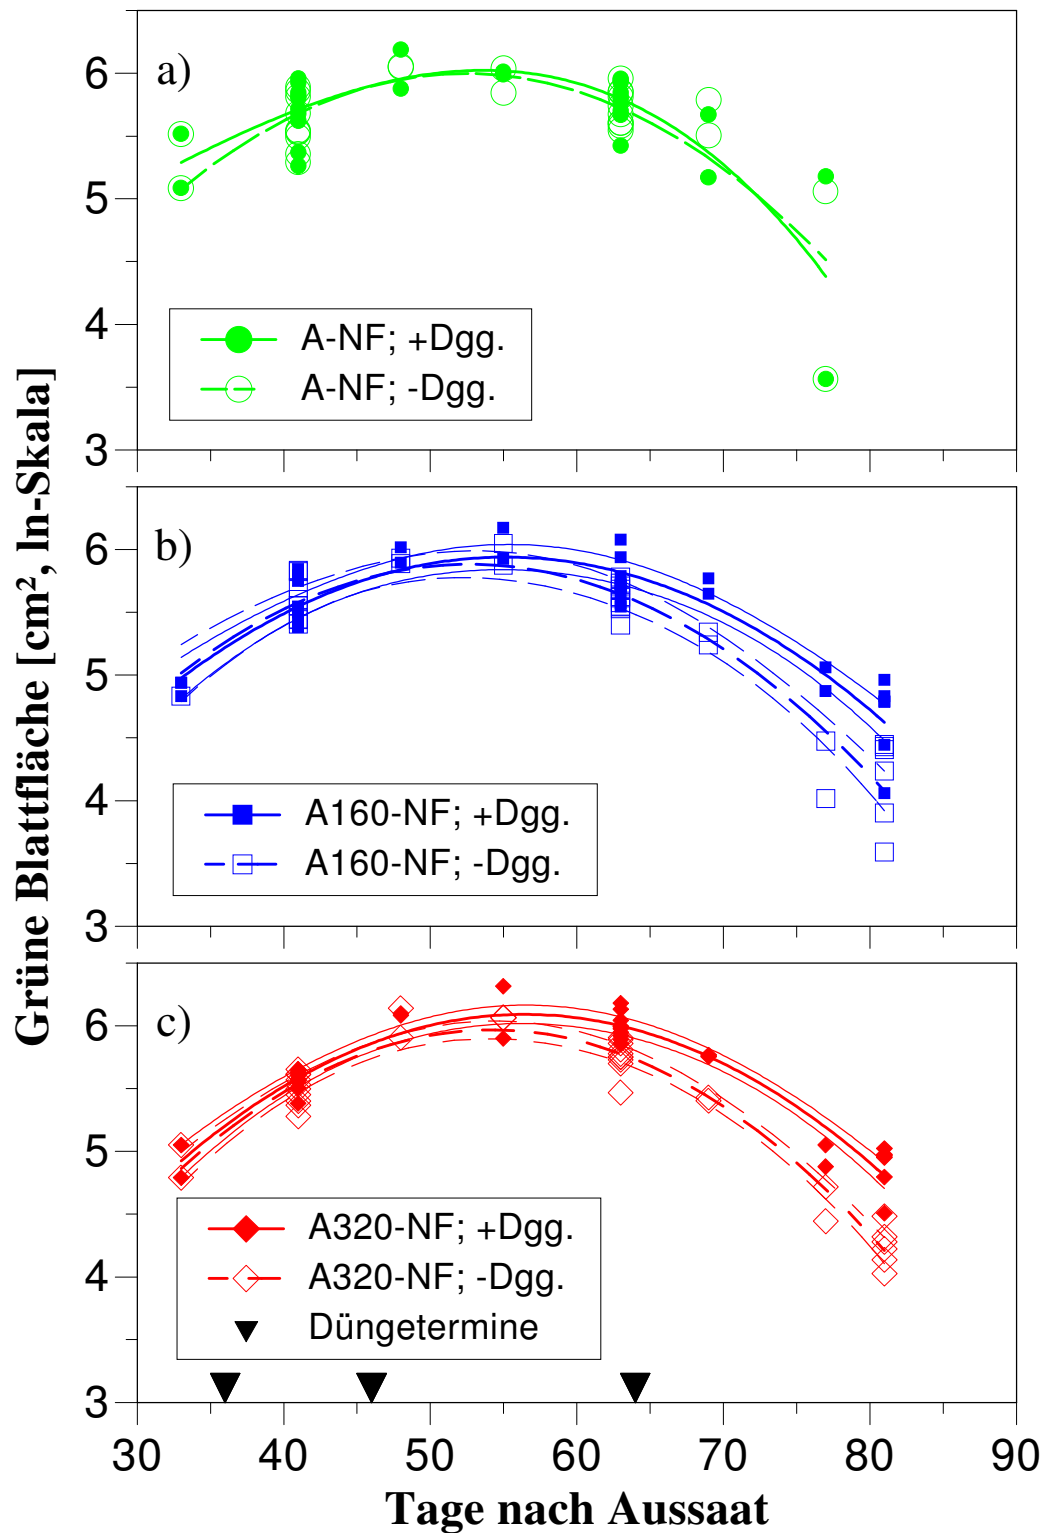 a)
6
5
4
3
A-NF; +Dgg.
A-NF; -Dgg.
b)
6
5
4
3
A160-NF; +Dgg.
A160-NF; -Dgg.
c)
6
5
4
3
A320-NF; +Dgg.
A320-NF; -Dgg.
Düngetermine
30 40 50 60 70 80 90
Tage nach Aussaat
Grüne Blattfläche [cm², ln-Skala]